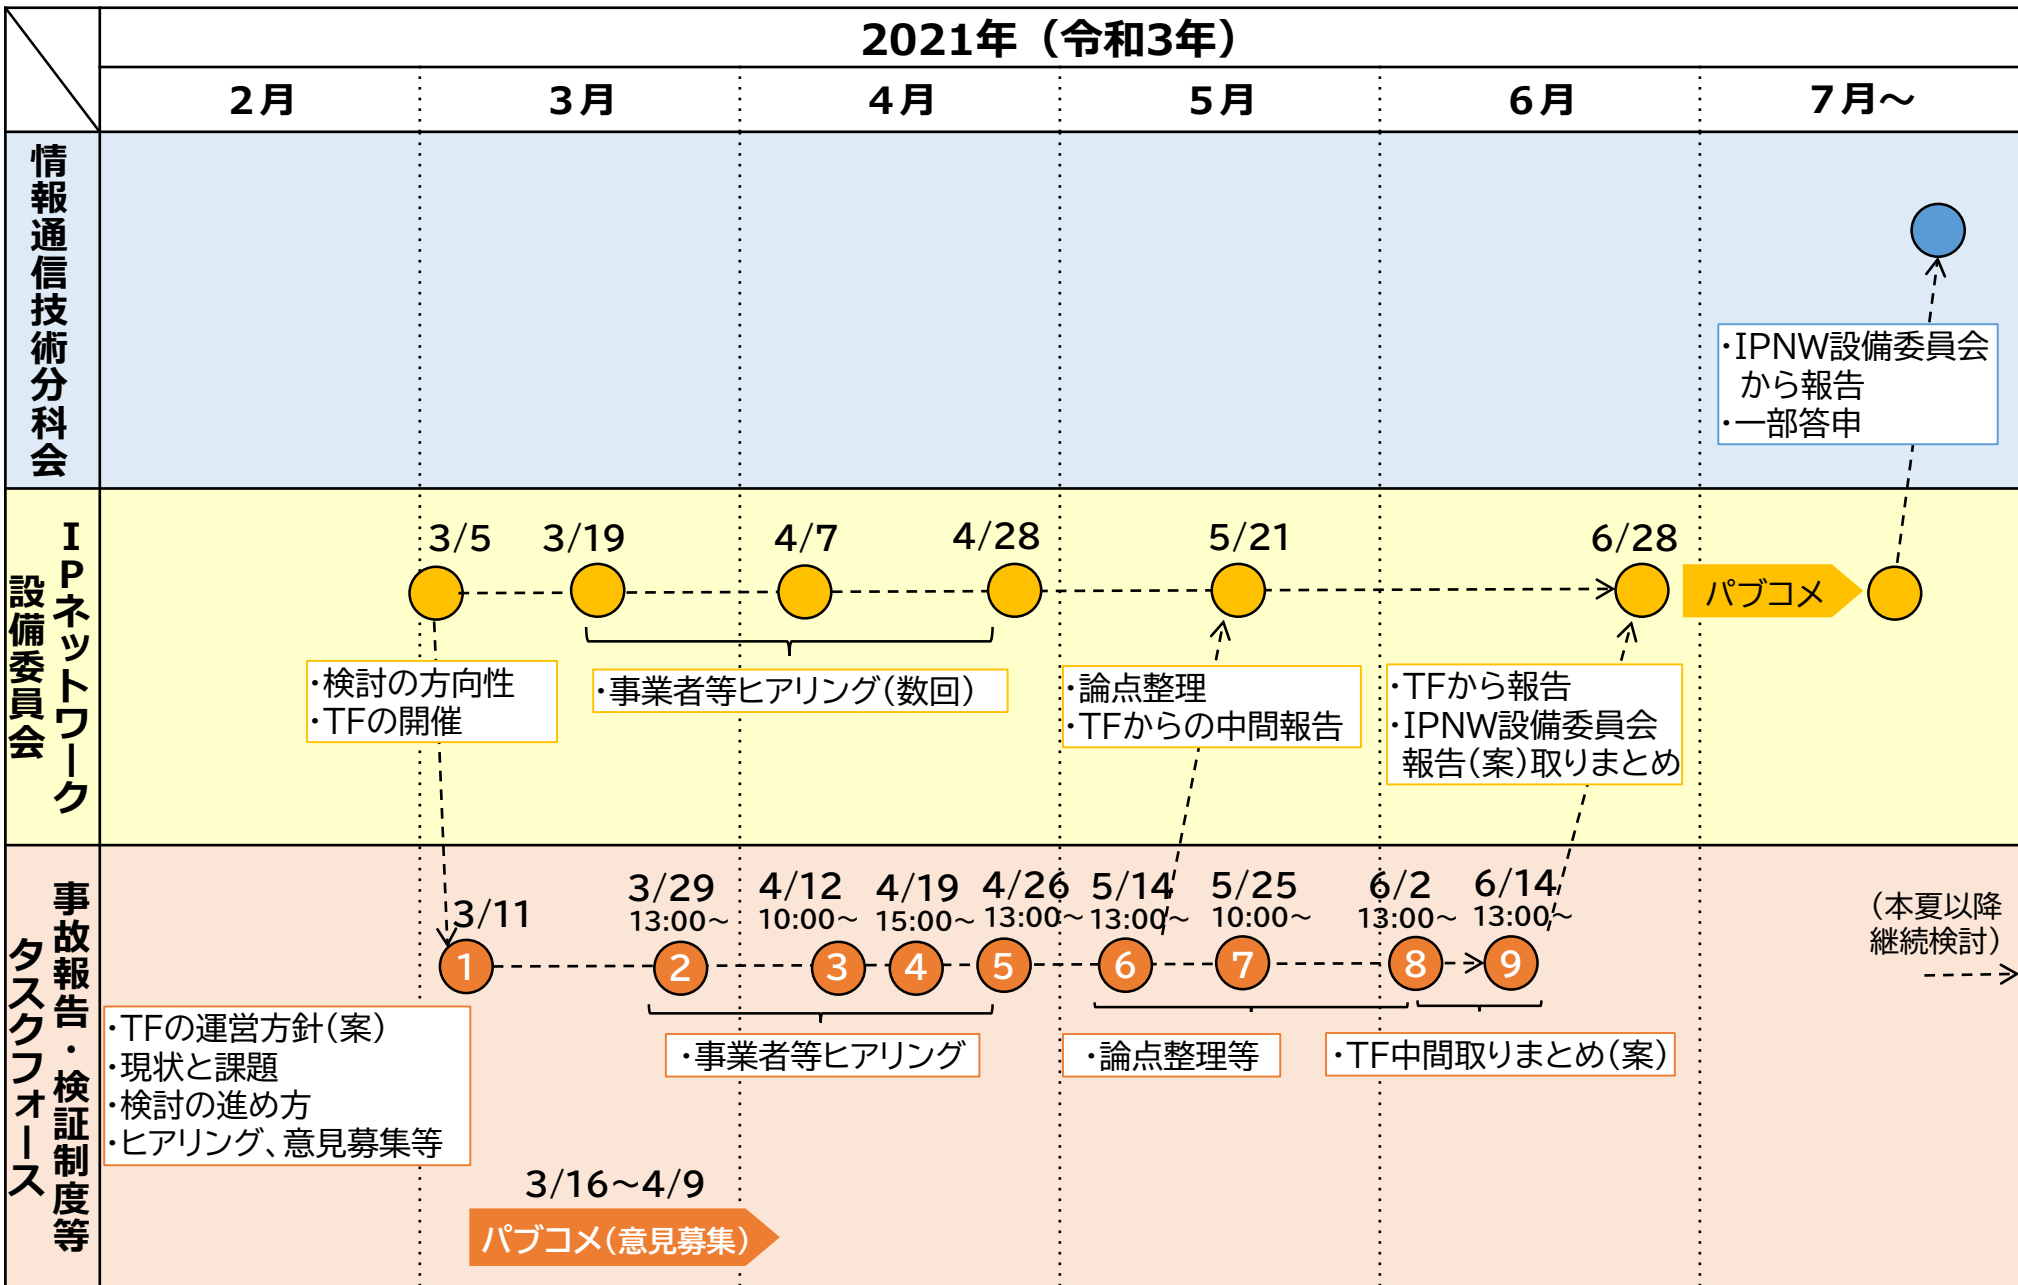 2021年（令和3年）
2月
3月
4月
5月
6月
7月～
情報通信技術分科会
・IPNW設備委員会
から報告
・一部答申
IPネットワーク
設備委員会
3/5
3/19
4/7
4/28
5/21
6/28
パブコメ
・検討の方向性
・TFの開催
・事業者等ヒアリング(数回)
・論点整理
・TFからの中間報告
・TFから報告
・IPNW設備委員会
報告(案)取りまとめ
事故報告・検証制度等
タスクフォース
3/11
3/29
13:00～
4/12
10:00～
4/19
15:00～
4/26
13:00～
5/14
13:00～
5/25
10:00～
6/2
13:00～
6/14
13:00～
（本夏以降
継続検討）
1
2
3
4
5
6
7
8
9
・TFの運営方針(案)
・現状と課題
・検討の進め方
・ヒアリング、意見募集等
・事業者等ヒアリング
・論点整理等
・TF中間取りまとめ(案)
3/16～4/9
パブコメ(意見募集)